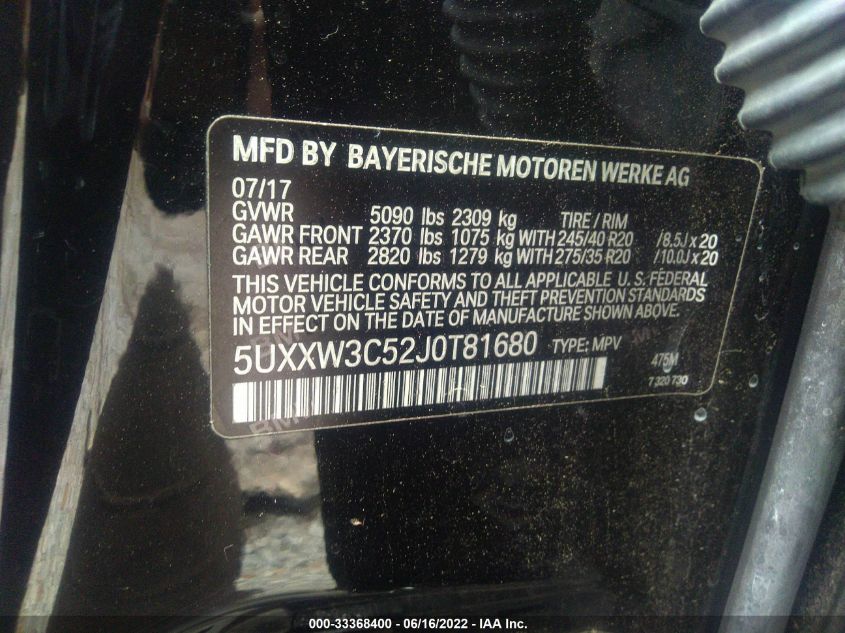 MFD BY BAYERISCHE MOTOREN WERKE AG
07/17
GVWR 5090 lbs 2309 kg TIRE / RIM
GAWR FRONT 2370 lbs 1075 kg WITH 245/40 R20 /8.5J x 20
GAWR REAR 2820 lbs 1279 kg WITH 275/35 R20 /10.0J x 20
THIS VEHICLE CONFORMS TO ALL APPLICABLE U.S. FEDERAL
MOTOR VEHICLE SAFETY AND THEFT PREVENTION STANDARDS
IN EFFECT ON THE DATE OF MANUFACTURE SHOWN ABOVE.
5UXXW3C52J0T81680 TYPE: MPV 475M
7 320 730
000-33368400 / 06/16/2022 - IAA Inc.